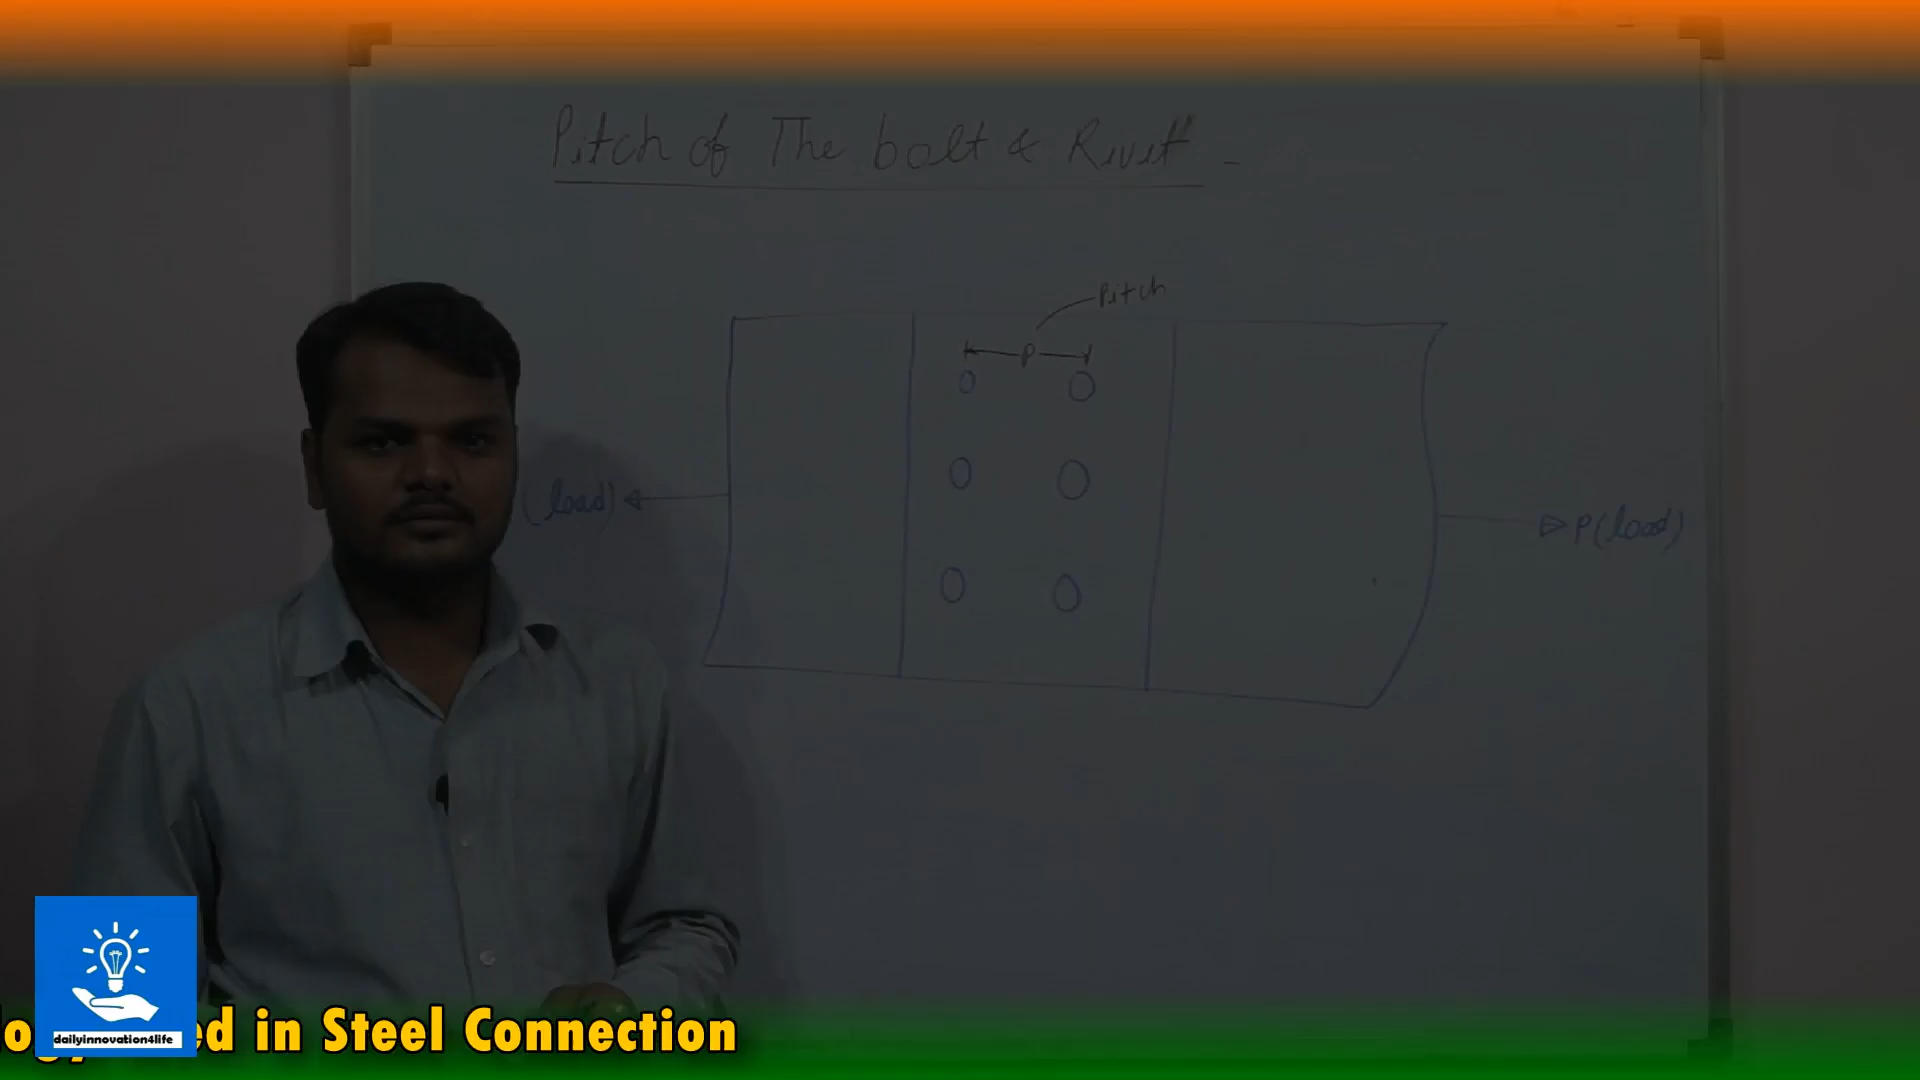 Pitch of The bolt & Rivet -
Pitch
P
(load)
P(load)
ed in Steel Connection
dailyinnovation4life